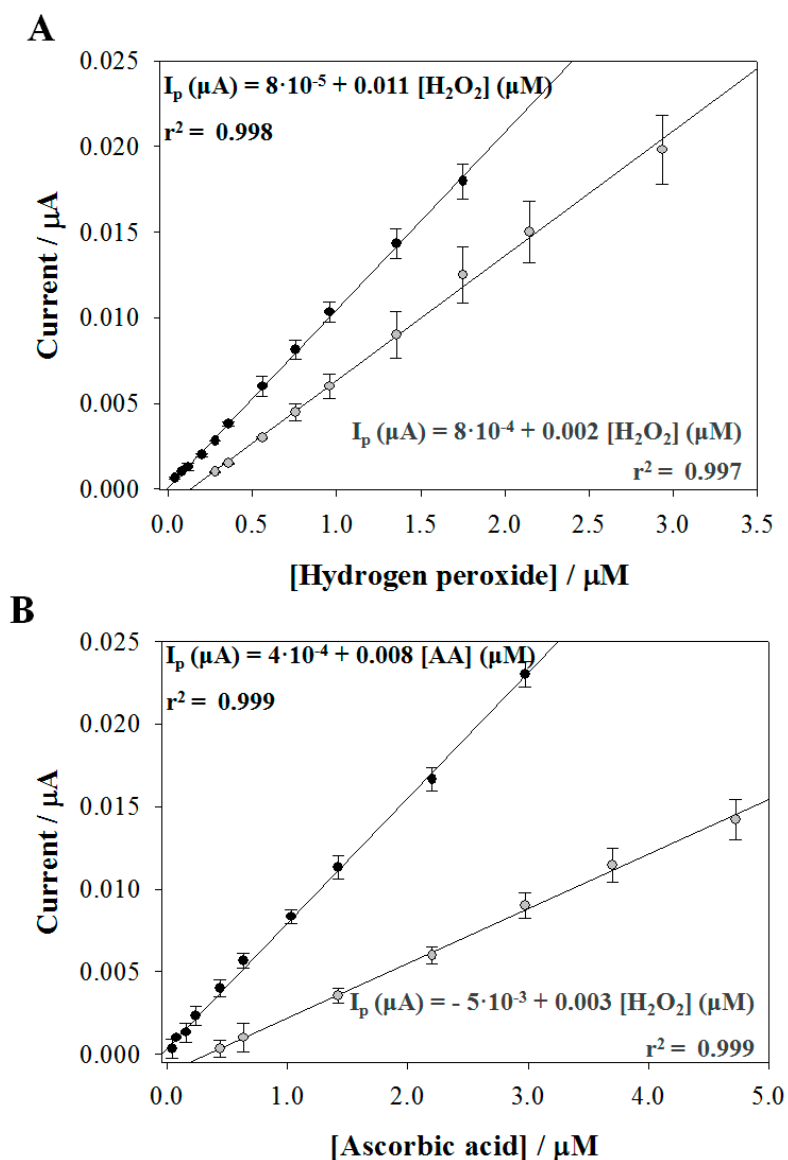 A
I_p (µA) = 8·10⁻⁵ + 0.011 [H₂O₂] (µM)
r² = 0.998
0.025
0.020
0.015
0.010
0.005
0.000
Current / µA
I_p (µA) = 8·10⁻⁴ + 0.002 [H₂O₂] (µM)
r² = 0.997
0.0 0.5 1.0 1.5 2.0 2.5 3.0 3.5
[Hydrogen peroxide] / µM
B
I_p (µA) = 4·10⁻⁴ + 0.008 [AA] (µM)
r² = 0.999
0.025
0.020
0.015
0.010
0.005
0.000
Current / µA
I_p (µA) = - 5·10⁻³ + 0.003 [H₂O₂] (µM)
r² = 0.999
0.0 1.0 2.0 3.0 4.0 5.0
[Ascorbic acid] / µM